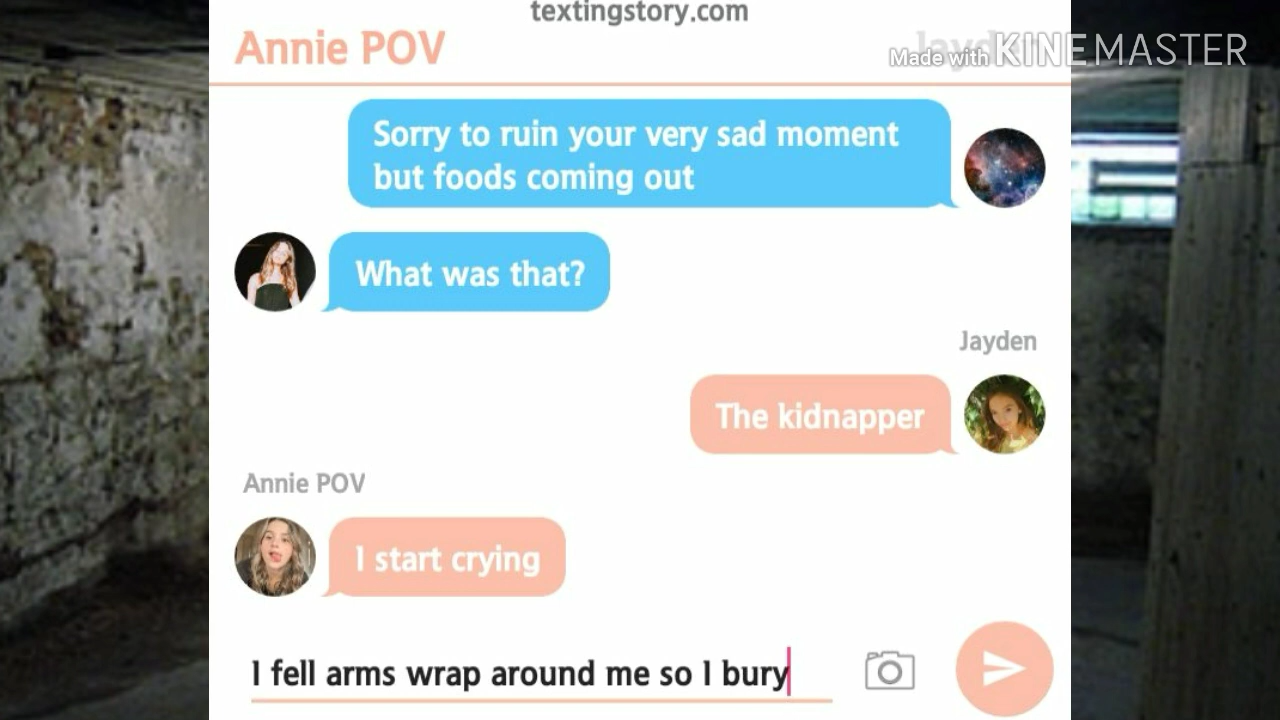 textingstory.com
Annie POV
Jayden
Made with KINEMASTER
Sorry to ruin your very sad moment
but foods coming out
What was that?
Jayden
The kidnapper
Annie POV
I start crying
I fell arms wrap around me so I bury